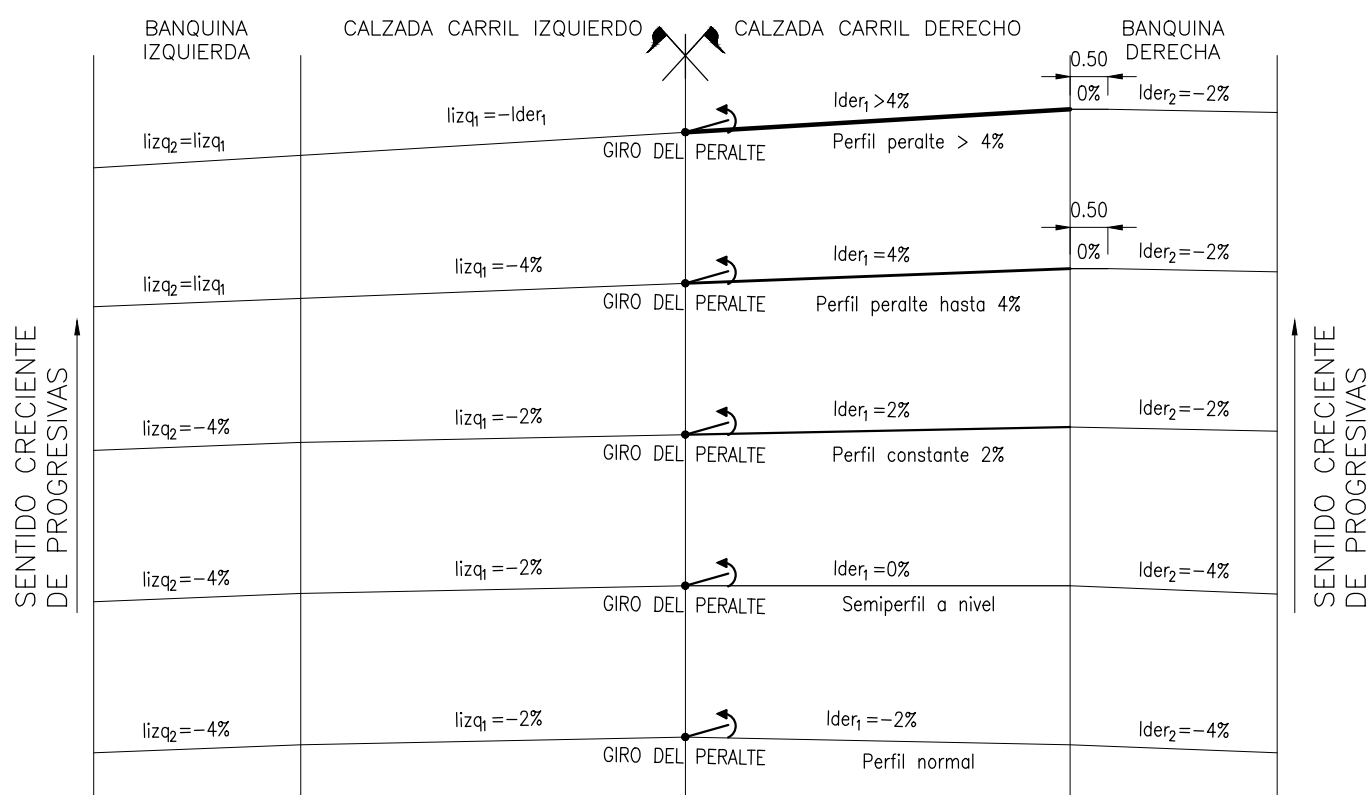 BANQUINA
IZQUIERDA
CALZADA CARRIL IZQUIERDO
CALZADA CARRIL DERECHO
BANQUINA
DERECHA
0.50
0%
Ider₂=-2%
Ider₁>4%
Iizq₁=-Ider₁
Iizq₂=Iizq₁
GIRO DEL PERALTE
Perfil peralte > 4%
0.50
0%
Ider₂=-2%
Ider₁=4%
Iizq₁=-4%
Iizq₂=Iizq₁
GIRO DEL PERALTE
Perfil peralte hasta 4%
Iizq₂=-4%
Iizq₁=-2%
Ider₁=2%
Ider₂=-2%
GIRO DEL PERALTE
Perfil constante 2%
Iizq₂=-4%
Iizq₁=-2%
Ider₁=0%
Ider₂=-4%
GIRO DEL PERALTE
Semiperfil a nivel
Iizq₂=-4%
Iizq₁=-2%
Ider₁=-2%
Ider₂=-4%
GIRO DEL PERALTE
Perfil normal
SENTIDO CRECIENTE
DE PROGRESIVAS
SENTIDO CRECIENTE
DE PROGRESIVAS